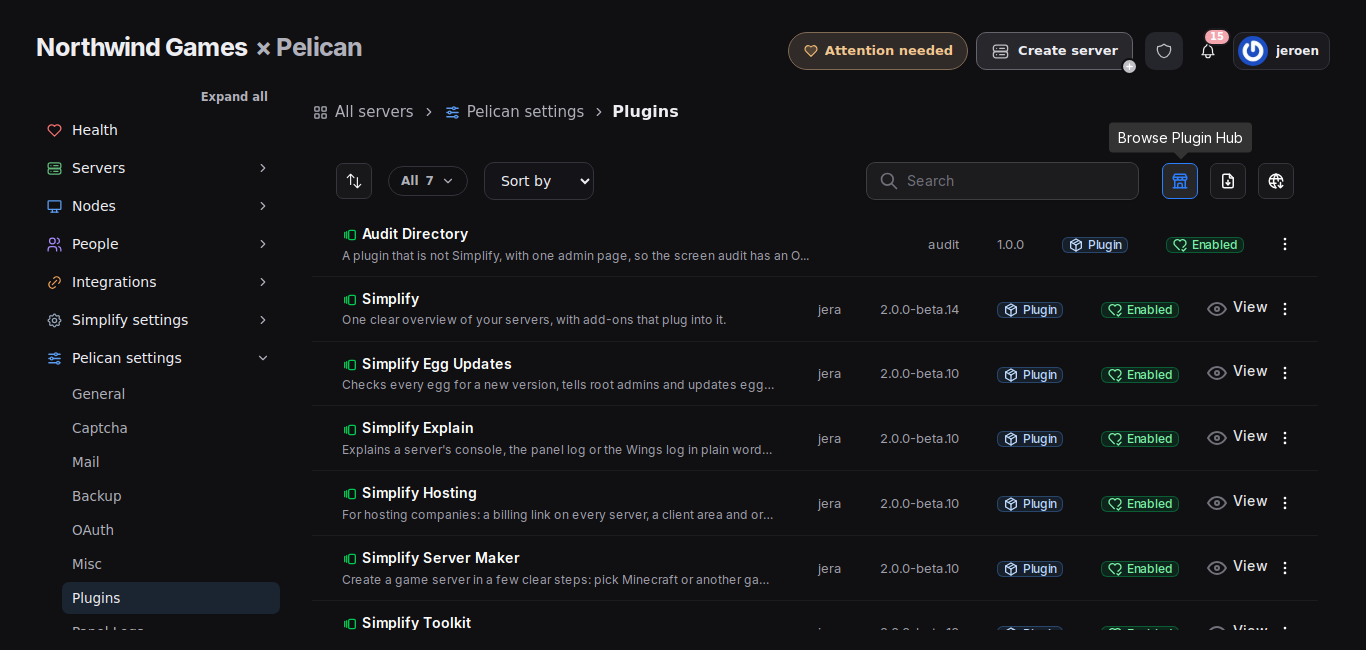 Northwind Games × Pelican
Attention needed
Create server
15
jeroen
Expand all
Health
Servers
Nodes
People
Integrations
Simplify settings
Pelican settings
General
Captcha
Mail
Backup
OAuth
Misc
Plugins
Panel Logs
All servers > Pelican settings > Plugins
Browse Plugin Hub
All 7
Sort by
Search
Audit Directory
A plugin that is not Simplify, with one admin page, so the screen audit has an O...
audit 1.0.0 Plugin Enabled
Simplify
One clear overview of your servers, with add-ons that plug into it.
jera 2.0.0-beta.14 Plugin Enabled View
Simplify Egg Updates
Checks every egg for a new version, tells root admins and updates egg...
jera 2.0.0-beta.10 Plugin Enabled View
Simplify Explain
Explains a server's console, the panel log or the Wings log in plain word...
jera 2.0.0-beta.10 Plugin Enabled View
Simplify Hosting
For hosting companies: a billing link on every server, a client area and or...
jera 2.0.0-beta.10 Plugin Enabled View
Simplify Server Maker
Create a game server in a few clear steps: pick Minecraft or another ga...
jera 2.0.0-beta.10 Plugin Enabled View
Simplify Toolkit
Plugin Enabled View